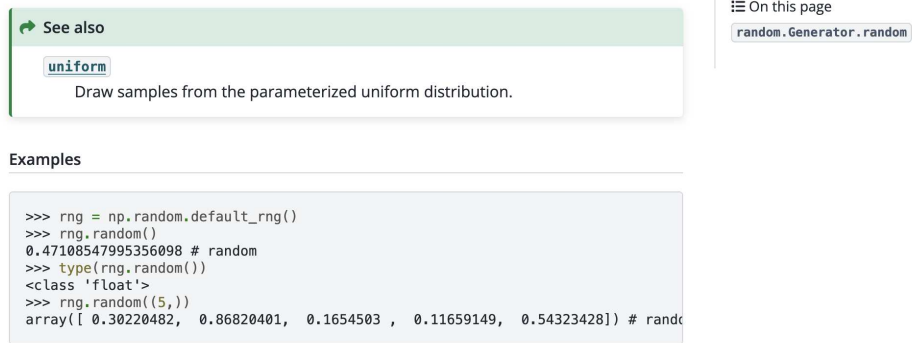 See also
uniform
Draw samples from the parameterized uniform distribution.
Examples
>>> rng = np.random.default_rng()
>>> rng.random()
0.47108547995356098 # random
>>> type(rng.random())
<class 'float'>
>>> rng.random((5,))
array([ 0.30220482,  0.86820401,  0.1654503 ,  0.11659149,  0.54323428]) # rando
On this page
random.Generator.random